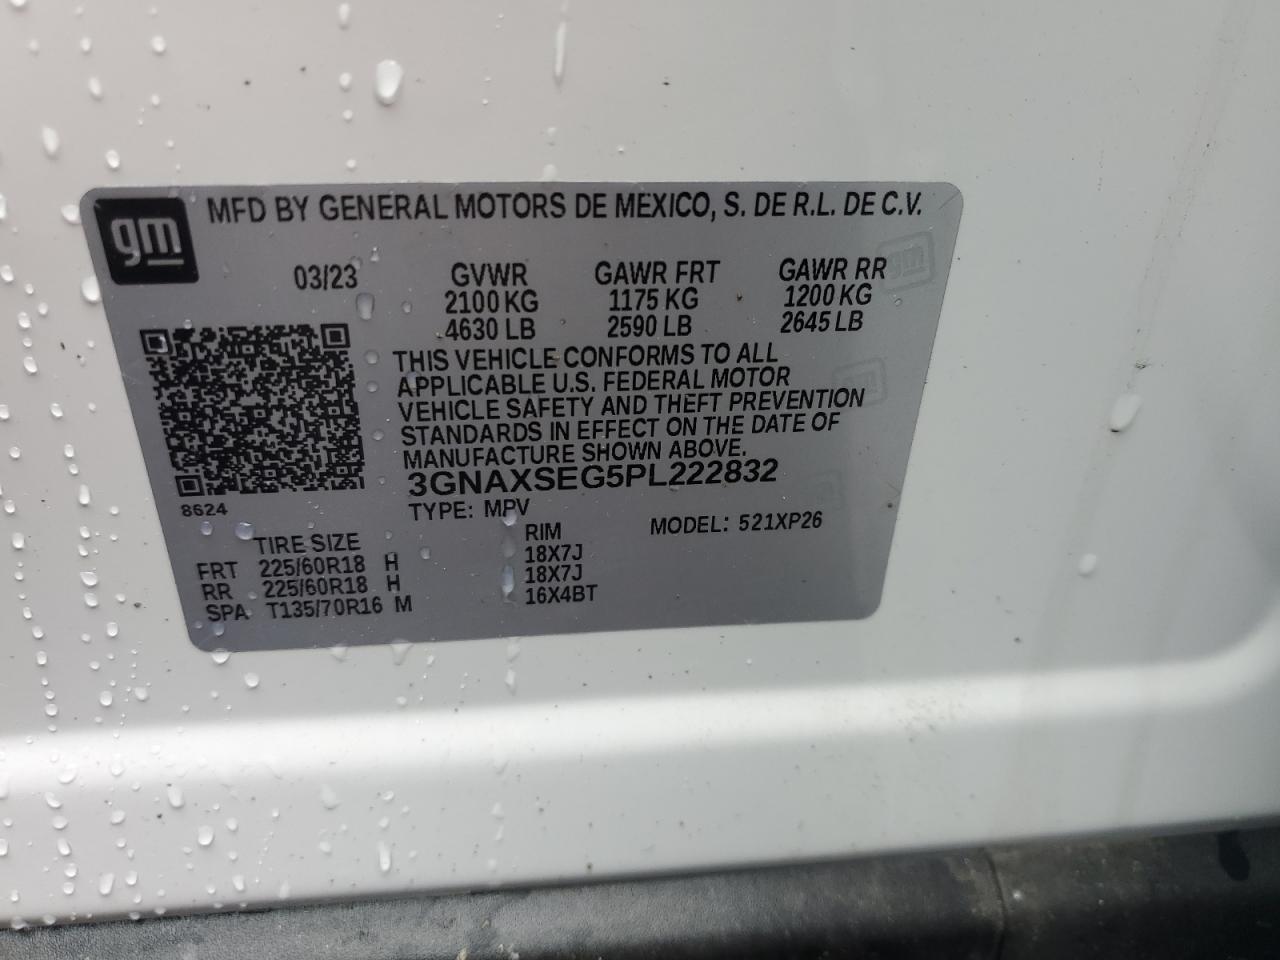 gm
MFD BY GENERAL MOTORS DE MEXICO, S. DE R.L. DE C.V.
03/23 GVWR GAWR FRT GAWR RR
2100 KG 1175 KG 1200 KG
4630 LB 2590 LB 2645 LB
THIS VEHICLE CONFORMS TO ALL
APPLICABLE U.S. FEDERAL MOTOR
VEHICLE SAFETY AND THEFT PREVENTION
STANDARDS IN EFFECT ON THE DATE OF
MANUFACTURE SHOWN ABOVE.
3GNAXSEG5PL222832
8624
TYPE: MPV MODEL: 521XP26
TIRE SIZE RIM
FRT 225/60R18 H 18X7J
RR 225/60R18 H 18X7J
SPA T135/70R16 M 16X4BT